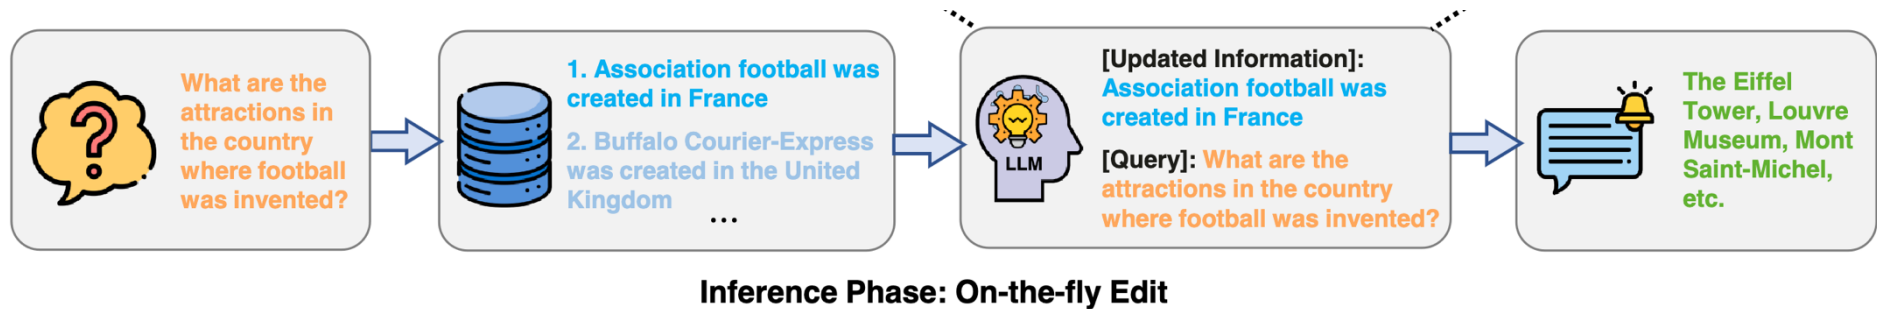 What are the
attractions in
the country
where football
was invented?
1. Association football was
created in France
2. Buffalo Courier-Express
was created in the United
Kingdom
...
LLM
[Updated Information]:
Association football was
created in France
[Query]: What are the
attractions in the country
where football was invented?
The Eiffel
Tower, Louvre
Museum, Mont
Saint-Michel,
etc.
Inference Phase: On-the-fly Edit